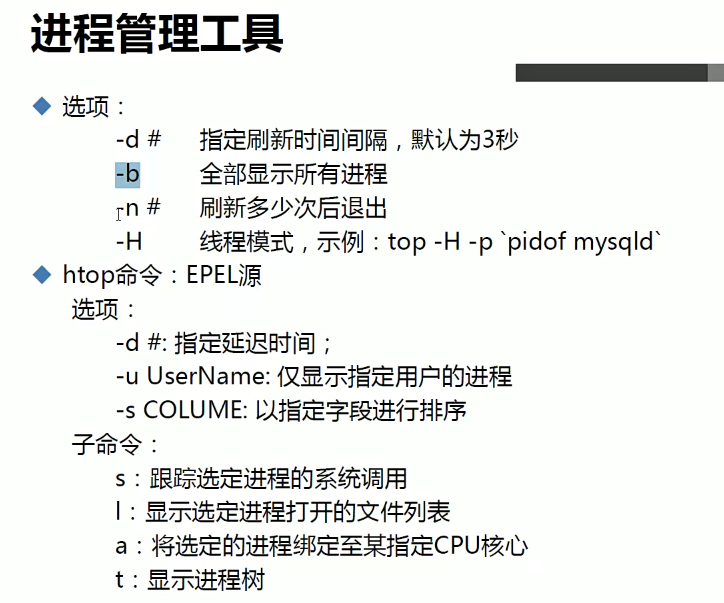 进程管理工具
选项：
-d # 指定刷新时间间隔，默认为3秒
-b 全部显示所有进程
-n # 刷新多少次后退出
-H 线程模式，示例：top -H -p `pidof mysqld`
htop命令：EPEL源
选项：
-d #: 指定延迟时间；
-u UserName: 仅显示指定用户的进程
-s COLUME: 以指定字段进行排序
子命令：
s：跟踪选定进程的系统调用
l：显示选定进程打开的文件列表
a：将选定的进程绑定至某指定CPU核心
t：显示进程树